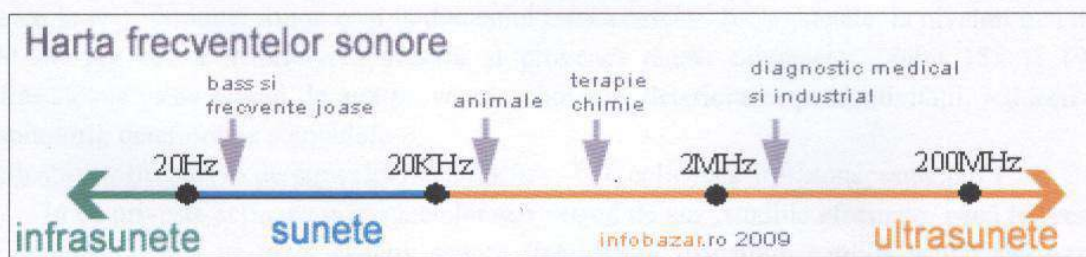 Harta frecventelor sonore
bass si
frecvente joase
animale
terapie
chimie
diagnostic medical
si industrial
20Hz
20KHz
2MHz
200MHz
infrasunete
sunete
infobazar.ro 2009
ultrasunete